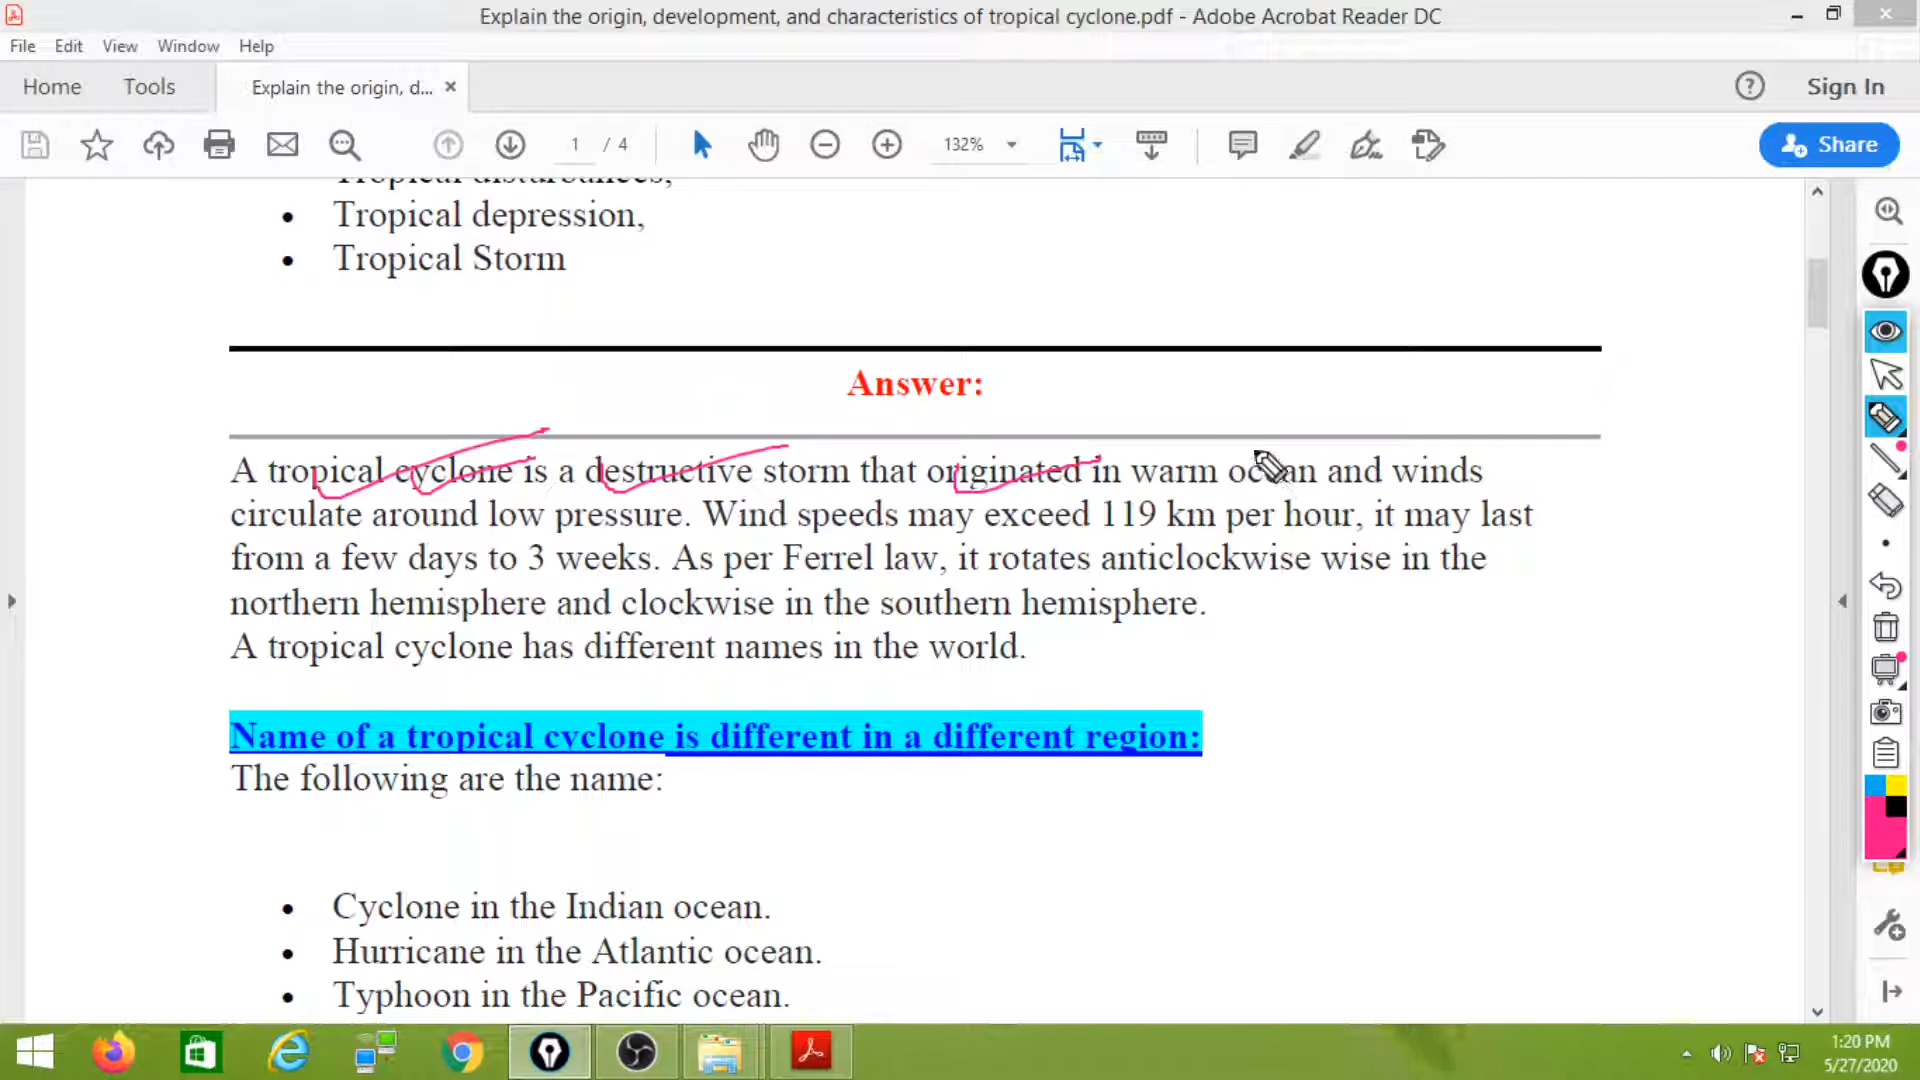 Explain the origin, development, and characteristics of tropical cyclone.pdf - Adobe Acrobat Reader DC
File Edit View Window Help
Home Tools Explain the origin, d... Sign In
1 / 4 132% Share
Tropical disturbances,
• Tropical depression,
• Tropical Storm
Answer:
A tropical cyclone is a destructive storm that originated in warm ocean and winds
circulate around low pressure. Wind speeds may exceed 119 km per hour, it may last
from a few days to 3 weeks. As per Ferrel law, it rotates anticlockwise wise in the
northern hemisphere and clockwise in the southern hemisphere.
A tropical cyclone has different names in the world.
Name of a tropical cyclone is different in a different region:
The following are the name:
• Cyclone in the Indian ocean.
• Hurricane in the Atlantic ocean.
• Typhoon in the Pacific ocean.
1:20 PM
5/27/2020